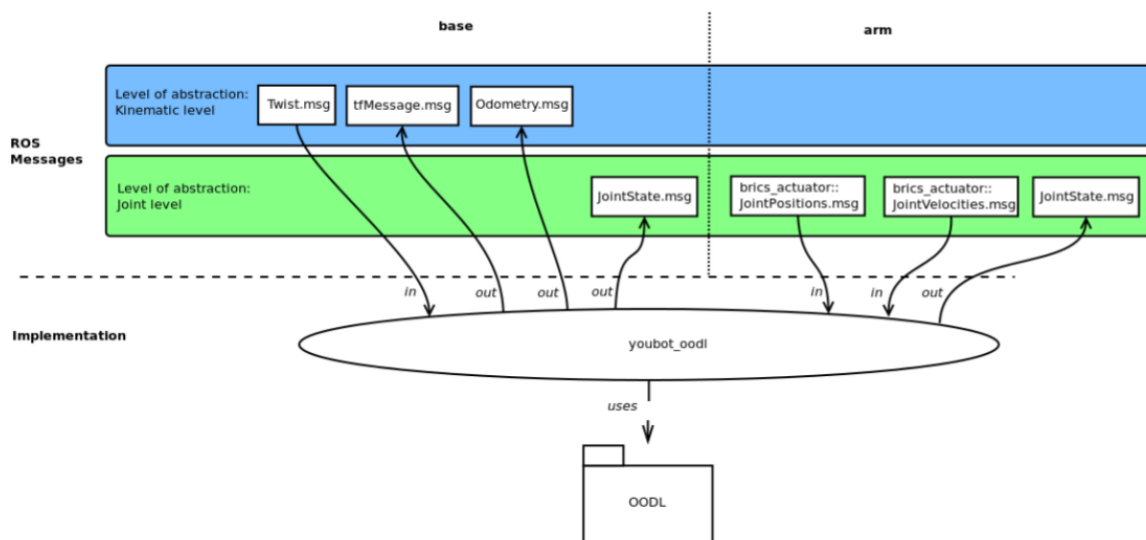 base
arm
Level of abstraction:
Kinematic level
Twist.msg
tfMessage.msg
Odometry.msg
ROS
Messages
Level of abstraction:
Joint level
JointState.msg
brics_actuator::
JointPositions.msg
brics_actuator::
JointVelocities.msg
JointState.msg
in
out
out
out
in
in
out
Implementation
youbot_oodl
uses
OODL